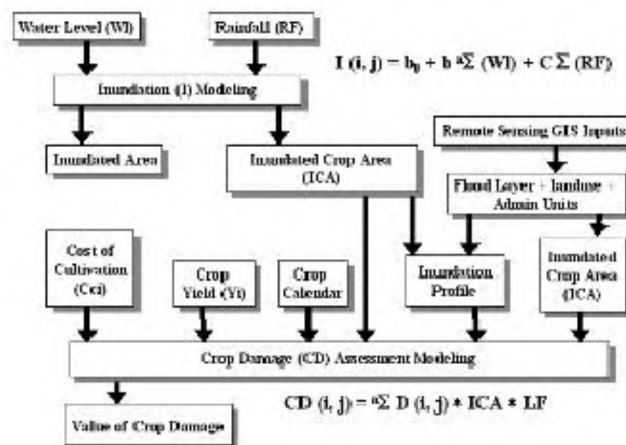 Water Level (Wl)
Rainfall (RF)
I (i, j) = b₀ + b ⁿΣ (Wl) + C Σ (RF)
Inundation (I) Modeling
Remote Sensing GIS Inputs
Inundated Area
Inundated Crop Area
(ICA)
Flood Layer + landuse +
Admin Units
Cost of
Cultivation
(Cci)
Crop
Yield (Yi)
Crop
Calendar
Inundation
Profile
Inundated
Crop Area
(ICA)
Crop Damage (CD) Assessment Modeling
CD (i, j) = ⁿΣ D (i, j) * ICA * LF
Value of Crop Damage